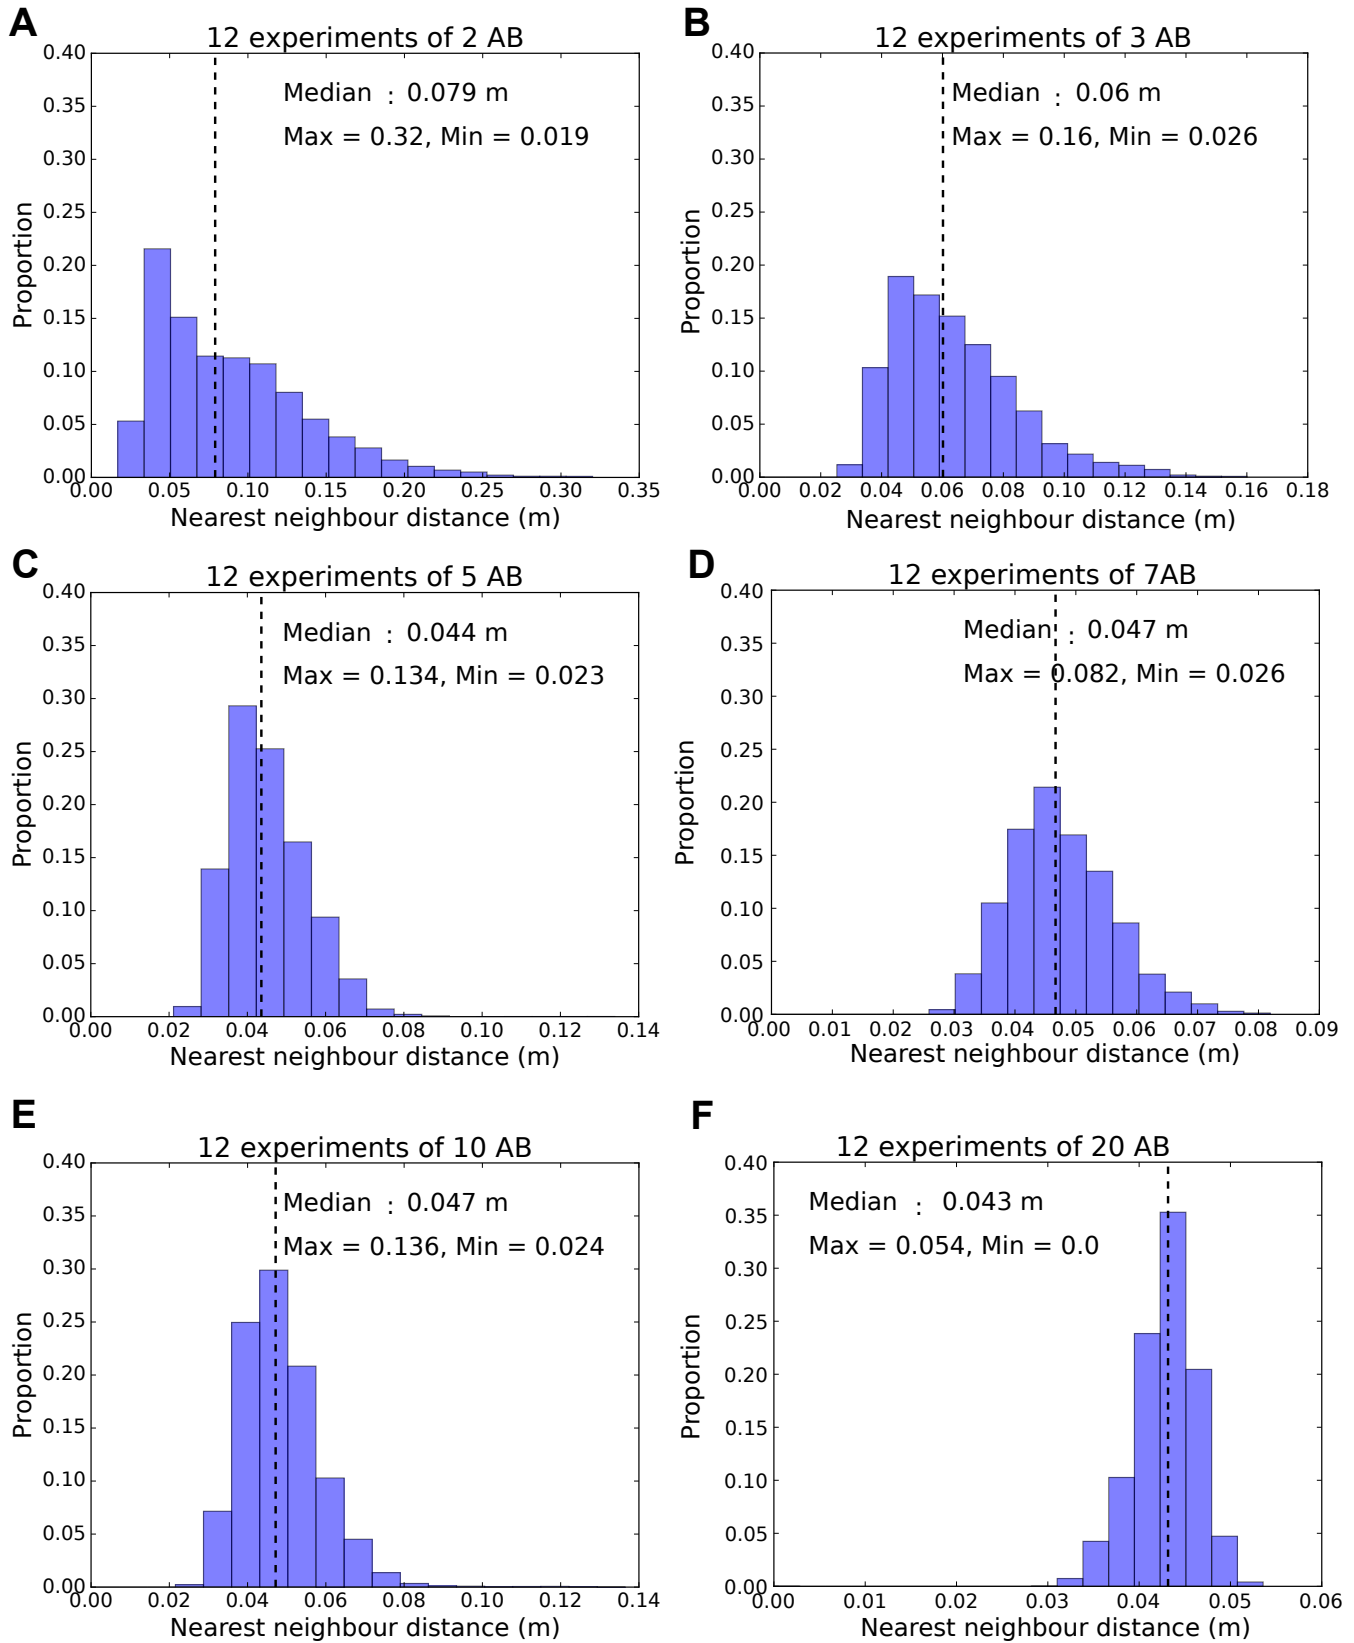 A
12 experiments of 2 AB
Median : 0.079 m
Max = 0.32, Min = 0.019
0.40
0.35
0.30
0.25
0.20
0.15
0.10
0.05
0.00
Proportion
0.00 0.05 0.10 0.15 0.20 0.25 0.30 0.35
Nearest neighbour distance (m)
B
12 experiments of 3 AB
Median : 0.06 m
Max = 0.16, Min = 0.026
0.40
0.35
0.30
0.25
0.20
0.15
0.10
0.05
0.00
Proportion
0.00 0.02 0.04 0.06 0.08 0.10 0.12 0.14 0.16 0.18
Nearest neighbour distance (m)
C
12 experiments of 5 AB
Median : 0.044 m
Max = 0.134, Min = 0.023
0.40
0.35
0.30
0.25
0.20
0.15
0.10
0.05
0.00
Proportion
0.00 0.02 0.04 0.06 0.08 0.10 0.12 0.14
Nearest neighbour distance (m)
D
12 experiments of 7AB
Median : 0.047 m
Max = 0.082, Min = 0.026
0.40
0.35
0.30
0.25
0.20
0.15
0.10
0.05
0.00
Proportion
0.00 0.01 0.02 0.03 0.04 0.05 0.06 0.07 0.08 0.09
Nearest neighbour distance (m)
E
12 experiments of 10 AB
Median : 0.047 m
Max = 0.136, Min = 0.024
0.40
0.35
0.30
0.25
0.20
0.15
0.10
0.05
0.00
Proportion
0.00 0.02 0.04 0.06 0.08 0.10 0.12 0.14
Nearest neighbour distance (m)
F
12 experiments of 20 AB
Median : 0.043 m
Max = 0.054, Min = 0.0
0.40
0.35
0.30
0.25
0.20
0.15
0.10
0.05
0.00
Proportion
0.00 0.01 0.02 0.03 0.04 0.05 0.06
Nearest neighbour distance (m)